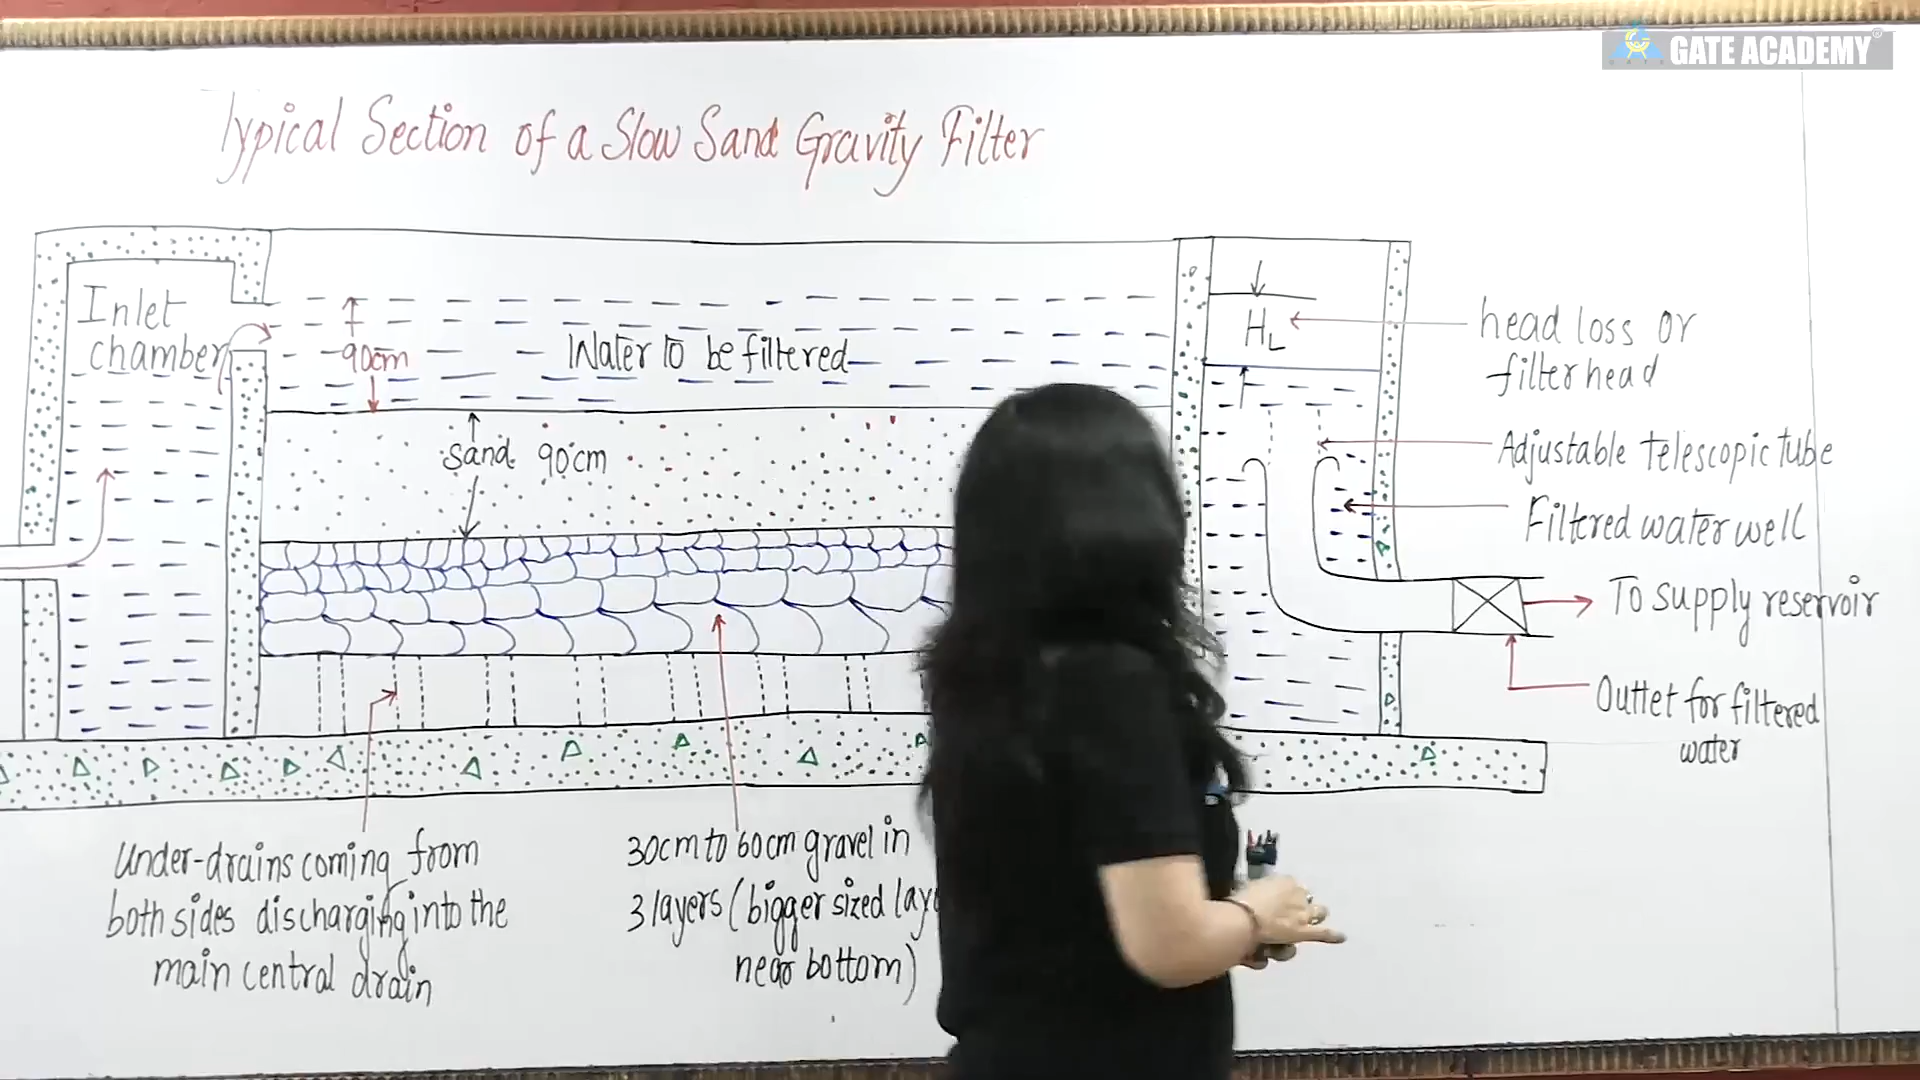 GATE ACADEMY
Typical Section of a Slow Sand Gravity Filter
Inlet
chamber
90cm
Water to be filtered
Sand 90cm
HL
head loss or
filter head
Adjustable telescopic tube
Filtered water well
To supply reservoir
Outlet for filtered
water
Under-drains coming from
both sides discharging into the
main central drain
30cm to 60cm gravel in
3 layers (bigger sized
near bottom)